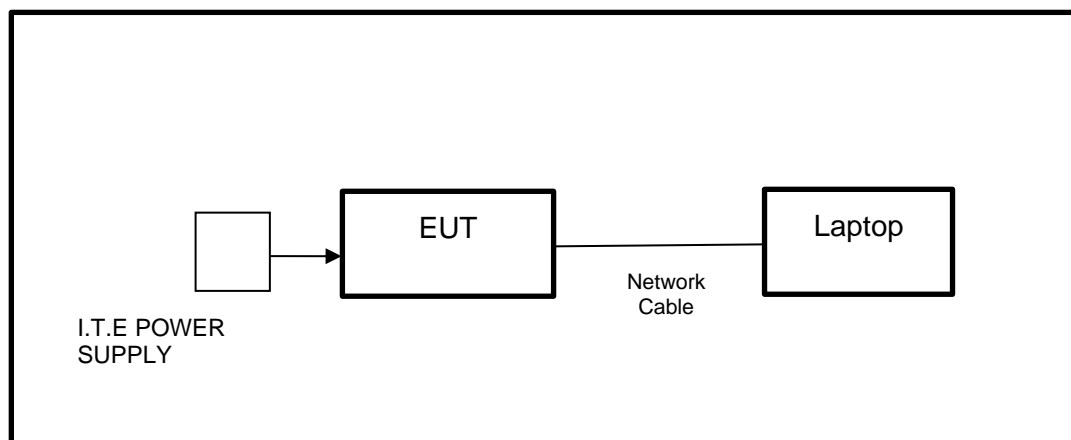 EUT
Laptop
Network
Cable
I.T.E POWER
SUPPLY